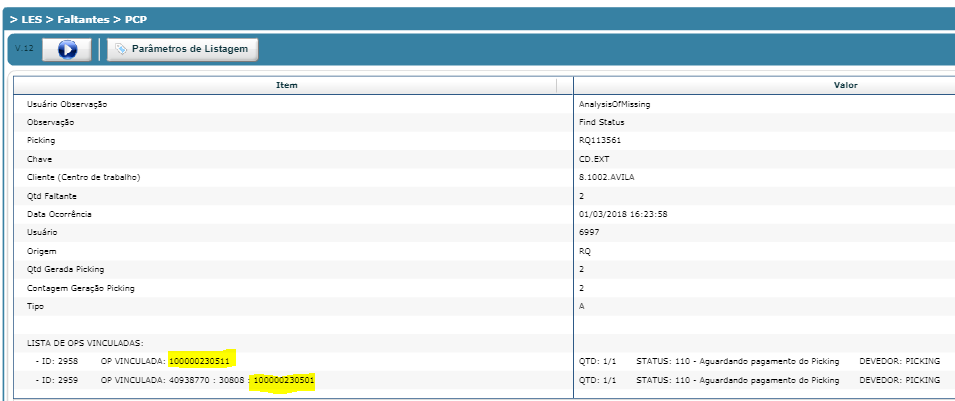 > LES > Faltantes > PCP
V.12 Parâmetros de Listagem
Item Valor
Usuário Observação AnalysisOfMissing
Observação Find Status
Picking RQ113561
Chave CD.EXT
Cliente (Centro de trabalho) 8.1002.AVILA
Qtd Faltante 2
Data Ocorrência 01/03/2018 16:23:58
Usuário 6997
Origem RQ
Qtd Gerada Picking 2
Contagem Geração Picking 2
Tipo A
LISTA DE OPS VINCULADAS:
- ID: 2958 OP VINCULADA: 100000230511 QTD: 1/1 STATUS: 110 - Aguardando pagamento do Picking DEVEDOR: PICKING
- ID: 2959 OP VINCULADA: 40938770 : 30808 : 100000230501 QTD: 1/1 STATUS: 110 - Aguardando pagamento do Picking DEVEDOR: PICKING